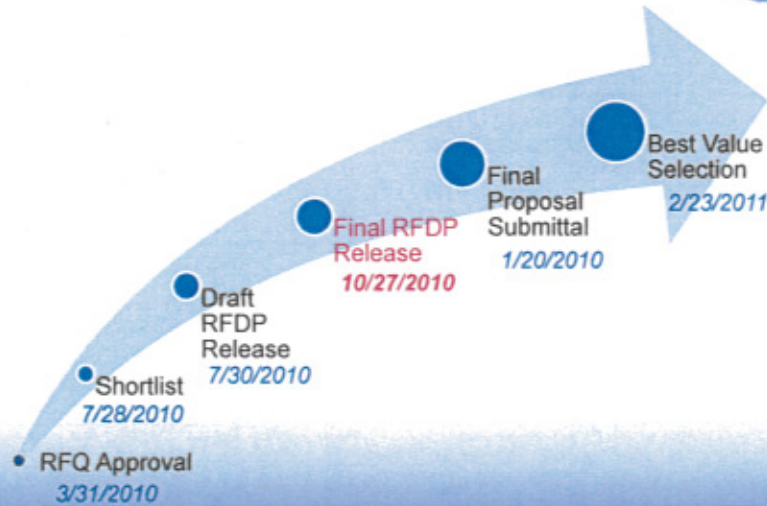 RFQ Approval
3/31/2010
Shortlist
7/28/2010
Draft
RFDP
Release
7/30/2010
Final RFDP
Release
10/27/2010
Final
Proposal
Submittal
1/20/2010
Best Value
Selection
2/23/2011